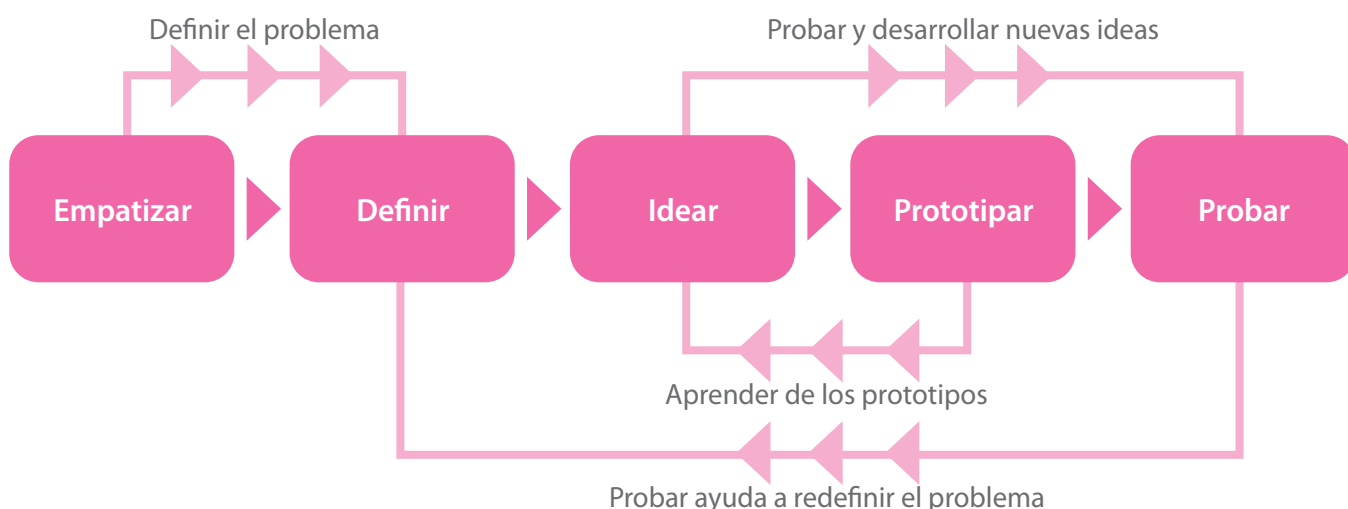 Definir el problema
Probar y desarrollar nuevas ideas
Empatizar
Definir
Idear
Prototipar
Probar
Aprender de los prototipos
Probar ayuda a redefinir el problema